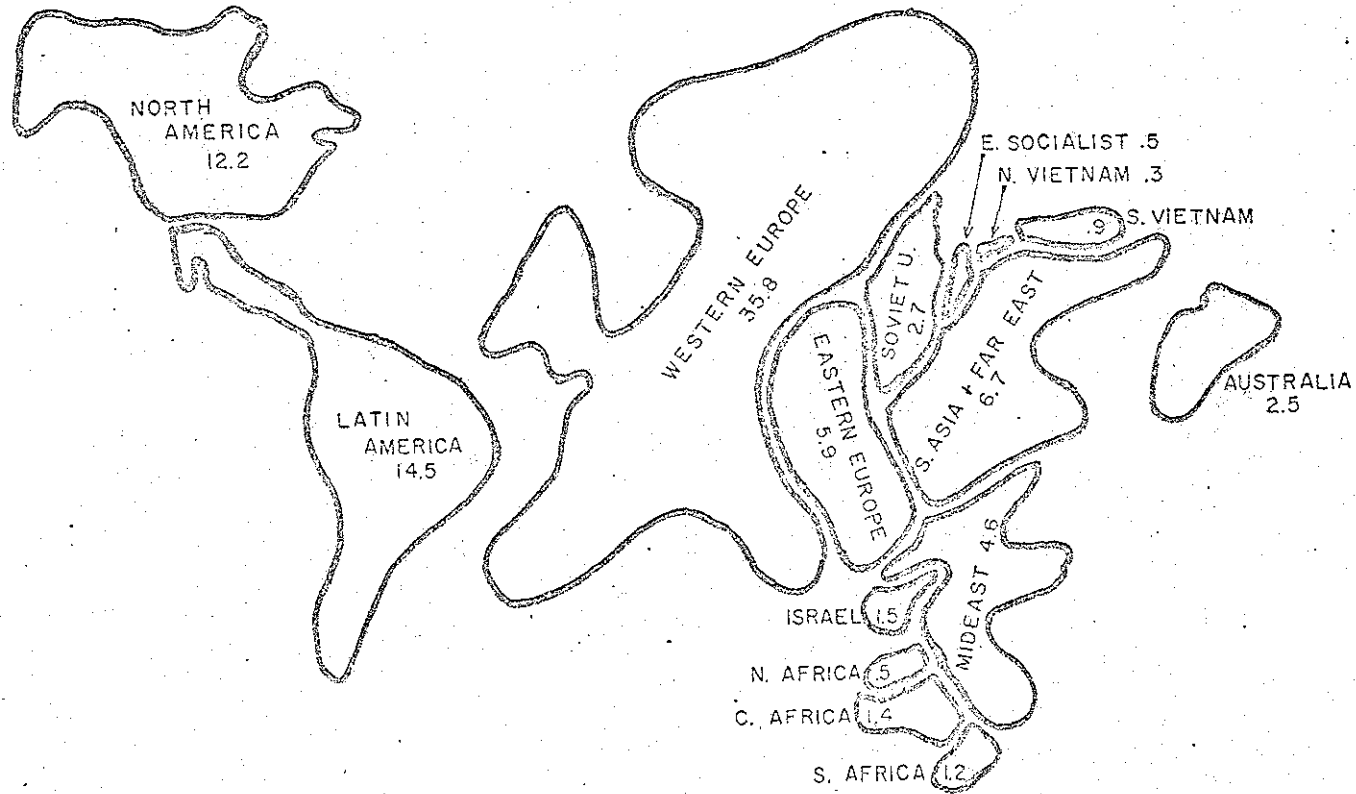 NORTH
AMERICA
12.2
E. SOCIALIST .5
N. VIETNAM .3
S. VIETNAM
.9
WESTERN EUROPE
35.8
SOVIET U.
2.7
EASTERN EUROPE
5.9
S. ASIA + FAR EAST
6.7
AUSTRALIA
2.5
LATIN
AMERICA
14.5
MIDEAST 4.6
ISRAEL 1.5
N. AFRICA .5
C. AFRICA 1.4
S. AFRICA 1.2